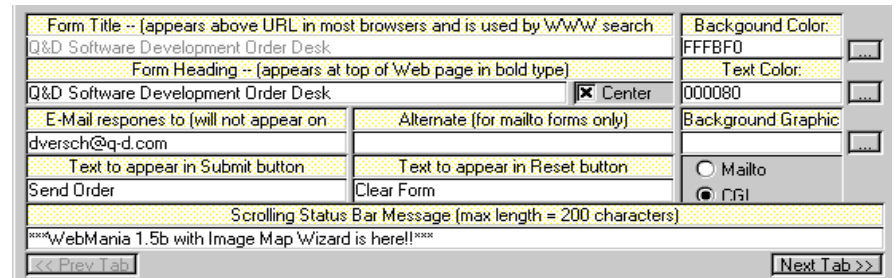 Form Title -- (appears above URL in most browsers and is used by WWW search
Backgound Color:
Q&D Software Development Order Desk
FFFBF0
...
Form Heading -- (appears at top of Web page in bold type)
Text Color:
Q&D Software Development Order Desk
Center
000080
...
E-Mail respones to (will not appear on
Alternate (for mailto forms only)
Background Graphic
dversch@q-d.com
...
Text to appear in Submit button
Text to appear in Reset button
Mailto
Send Order
Clear Form
CGI
Scrolling Status Bar Message (max length = 200 characters)
***WebMania 1.5b with Image Map Wizard is here!!***
<< Prev Tab
Next Tab >>